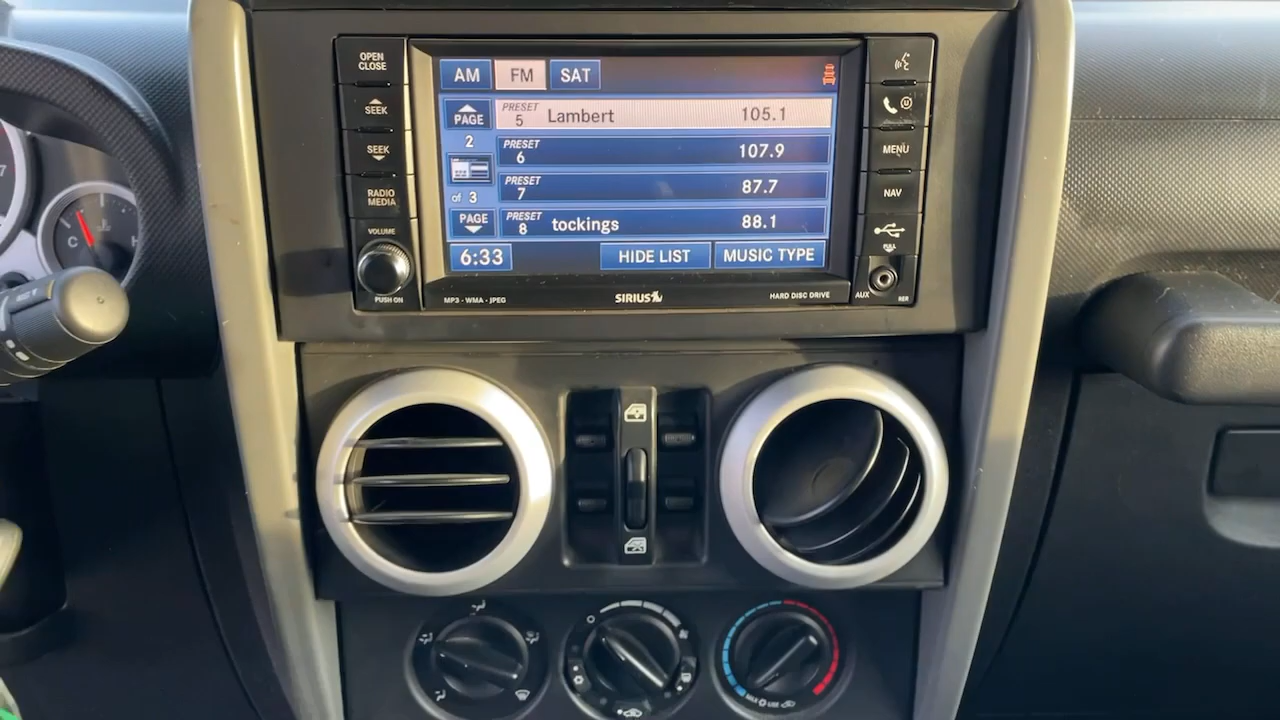 OPEN
CLOSE
SEEK
SEEK
RADIO
MEDIA
VOLUME
PUSH ON
AM
FM
SAT
PAGE
2
of 3
PAGE
PRESET
5
Lambert
105.1
PRESET
6
107.9
PRESET
7
87.7
PRESET
8
tockings
88.1
6:33
HIDE LIST
MUSIC TYPE
MP3 - WMA - JPEG
SIRIUS
HARD DISC DRIVE
MENU
NAV
AUX
C
H